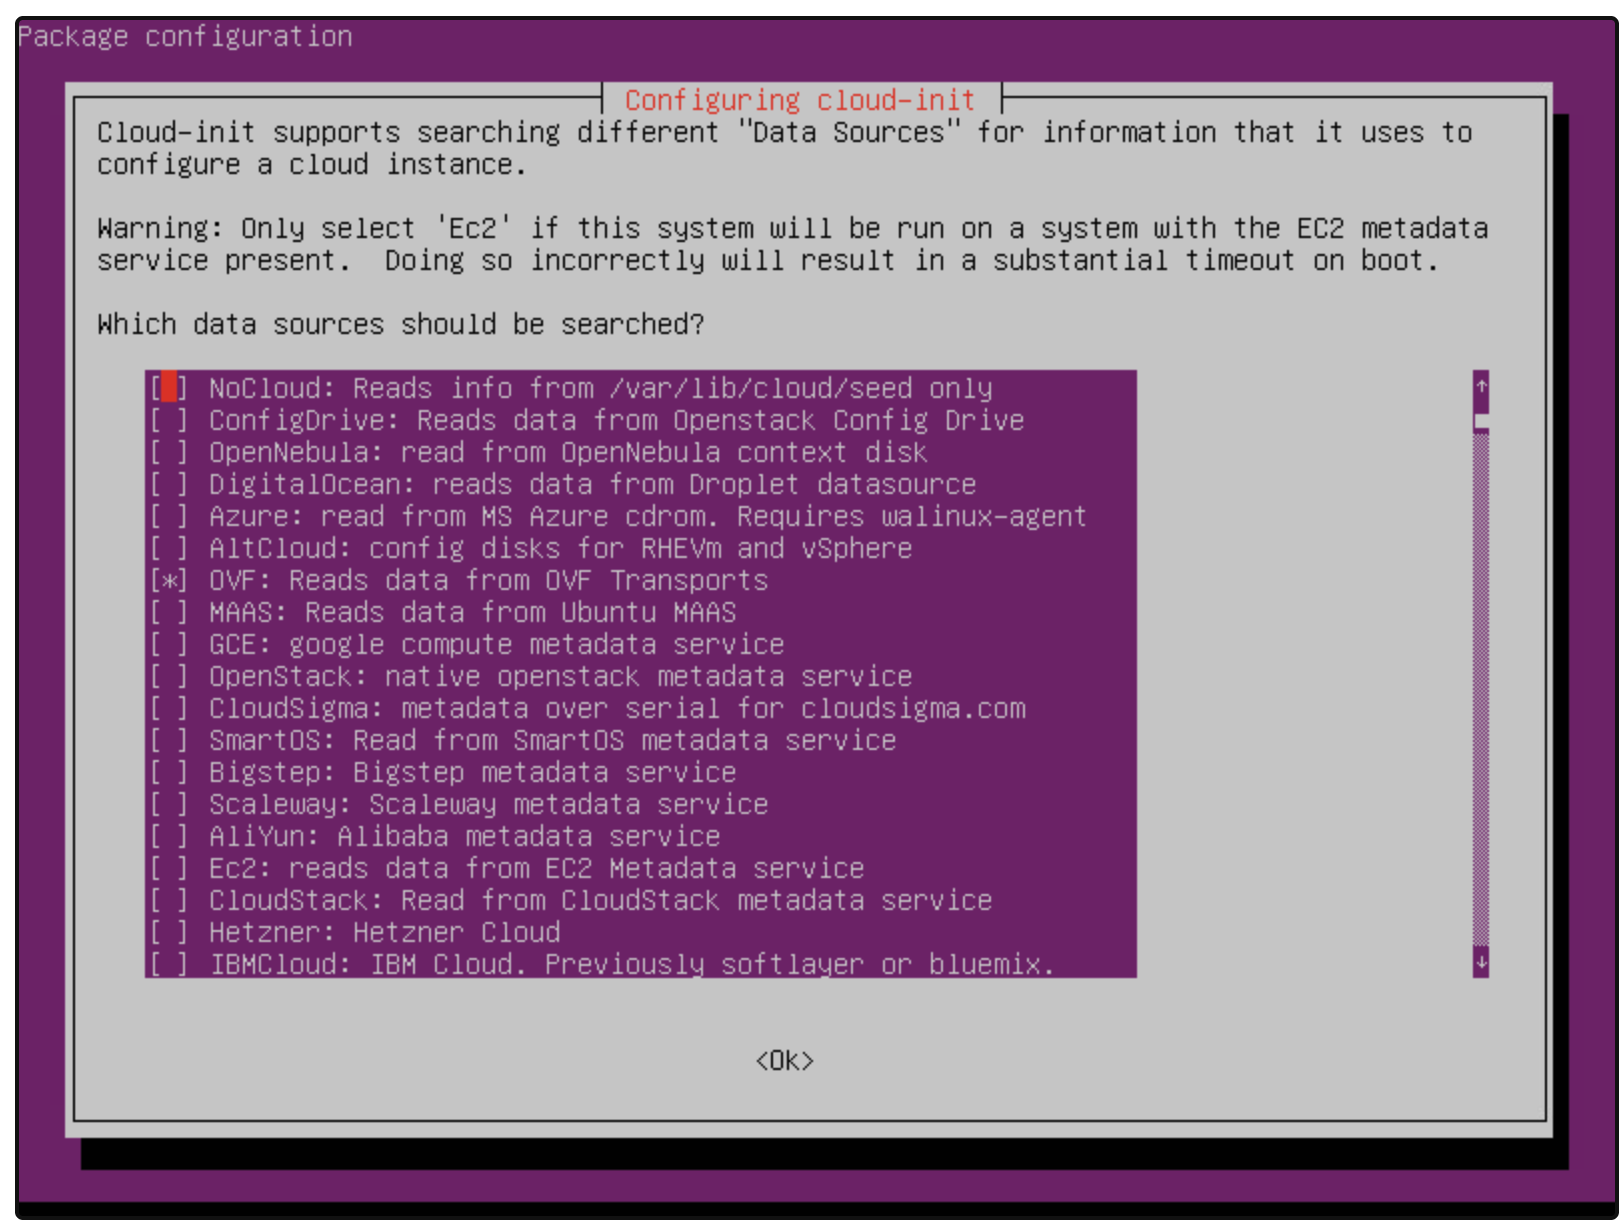 Package configuration
Configuring cloud-init
Cloud-init supports searching different "Data Sources" for information that it uses to
configure a cloud instance.
Warning: Only select 'Ec2' if this system will be run on a system with the EC2 metadata
service present.  Doing so incorrectly will result in a substantial timeout on boot.
Which data sources should be searched?
[ ] NoCloud: Reads info from /var/lib/cloud/seed only
[ ] ConfigDrive: Reads data from Openstack Config Drive
[ ] OpenNebula: read from OpenNebula context disk
[ ] DigitalOcean: reads data from Droplet datasource
[ ] Azure: read from MS Azure cdrom. Requires walinux-agent
[ ] AltCloud: config disks for RHEVm and vSphere
[*] OVF: Reads data from OVF Transports
[ ] MAAS: Reads data from Ubuntu MAAS
[ ] GCE: google compute metadata service
[ ] OpenStack: native openstack metadata service
[ ] CloudSigma: metadata over serial for cloudsigma.com
[ ] SmartOS: Read from SmartOS metadata service
[ ] Bigstep: Bigstep metadata service
[ ] Scaleway: Scaleway metadata service
[ ] AliYun: Alibaba metadata service
[ ] Ec2: reads data from EC2 Metadata service
[ ] CloudStack: Read from CloudStack metadata service
[ ] Hetzner: Hetzner Cloud
[ ] IBMCloud: IBM Cloud. Previously softlayer or bluemix.
<Ok>